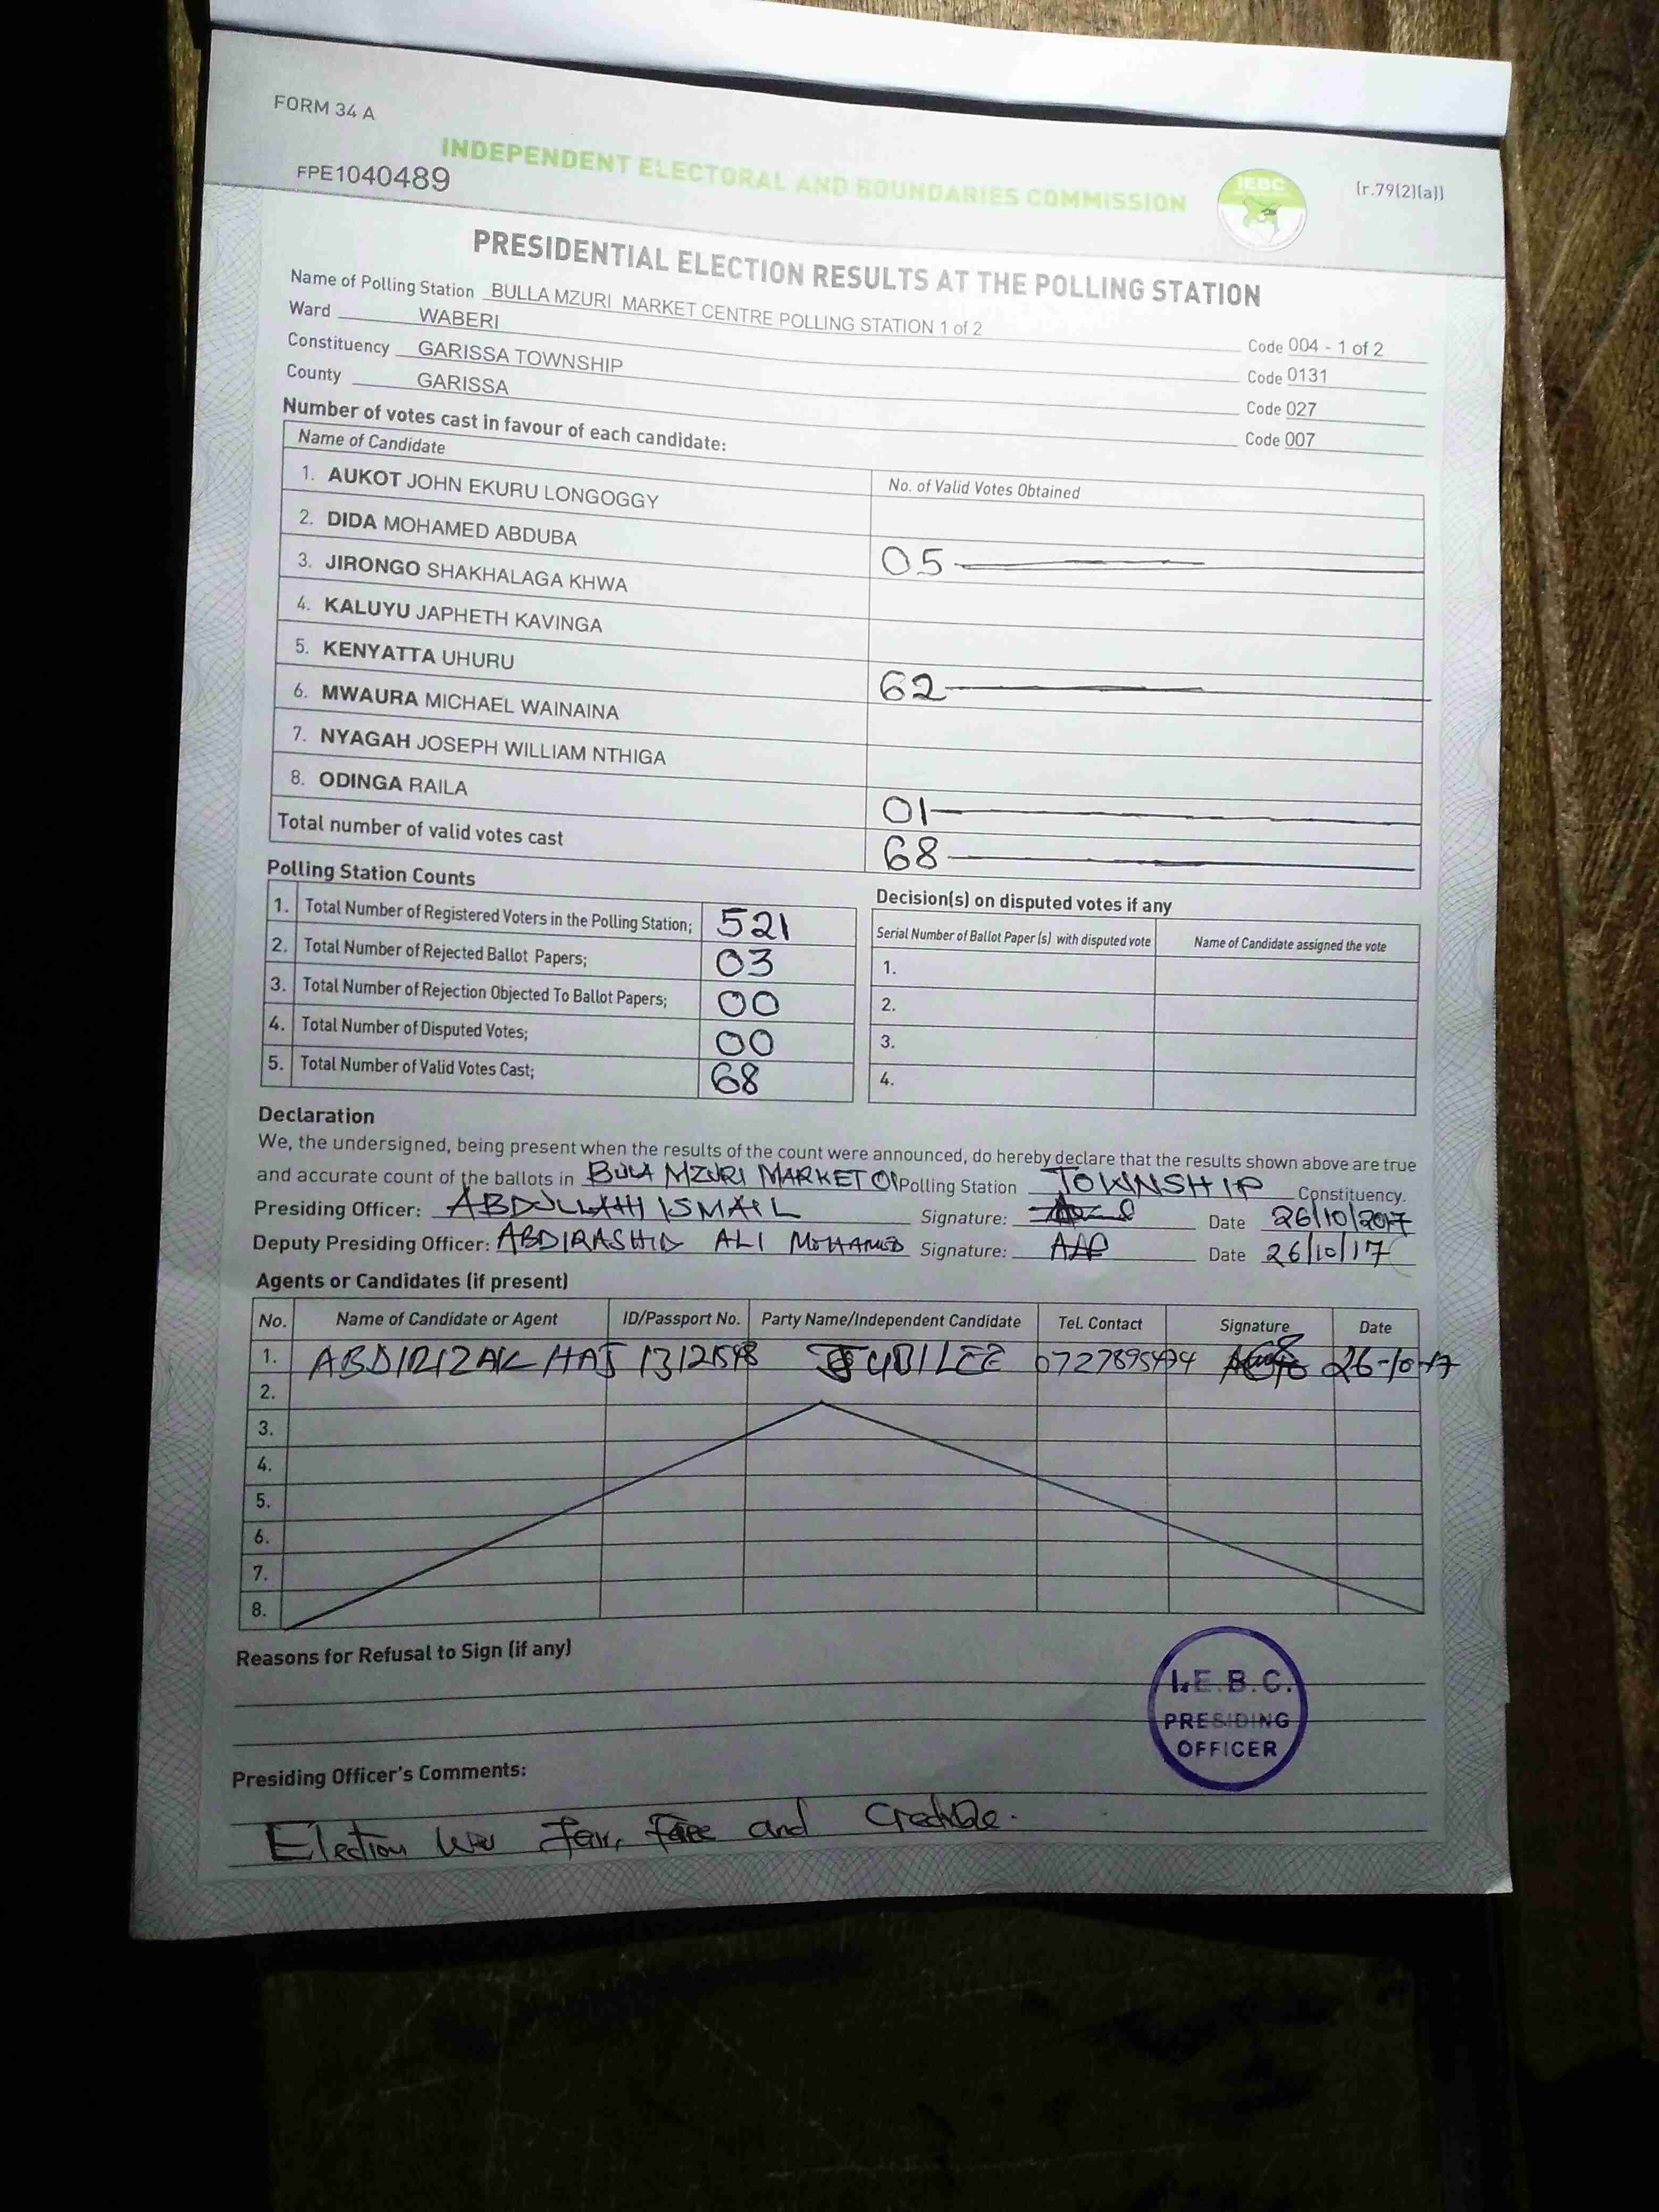 FORM 34 A
INDEPENDENT ELECTORAL AND BOUNDARIES COMMISSION
IEBC
[r.79(2)(a)]
FPE1040489
PRESIDENTIAL ELECTION RESULTS AT THE POLLING STATION
Name of Polling Station BULLA MZURI MARKET CENTRE POLLING STATION 1 of 2 Code 004 - 1 of 2
Ward WABERI Code 0131
Constituency GARISSA TOWNSHIP Code 027
County GARISSA Code 007
Number of votes cast in favour of each candidate:
Name of Candidate No. of Valid Votes Obtained
1. AUKOT JOHN EKURU LONGOGGY
2. DIDA MOHAMED ABDUBA 05
3. JIRONGO SHAKHALAGA KHWA
4. KALUYU JAPHETH KAVINGA
5. KENYATTA UHURU 62
6. MWAURA MICHAEL WAINAINA
7. NYAGAH JOSEPH WILLIAM NTHIGA
8. ODINGA RAILA 01
Total number of valid votes cast 68
Polling Station Counts
1. Total Number of Registered Voters in the Polling Station; 521
2. Total Number of Rejected Ballot Papers; 03
3. Total Number of Rejection Objected To Ballot Papers; 00
4. Total Number of Disputed Votes; 00
5. Total Number of Valid Votes Cast; 68
Decision(s) on disputed votes if any
Serial Number of Ballot Paper (s) with disputed vote Name of Candidate assigned the vote
1.
2.
3.
4.
Declaration
We, the undersigned, being present when the results of the count were announced, do hereby declare that the results shown above are true
and accurate count of the ballots in BULA MZURI MARKET 01 Polling Station TOWNSHIP Constituency.
Presiding Officer: ABDULLAHI ISMAIL Signature: Date 26/10/2017
Deputy Presiding Officer: ABDIRASHID ALI MOHAMED Signature: Date 26/10/17
Agents or Candidates (if present)
No. Name of Candidate or Agent ID/Passport No. Party Name/Independent Candidate Tel. Contact Signature Date
1. ABDIRIZAK HAJ JUBILEE 26-10-17
2.
3.
4.
5.
6.
7.
8.
Reasons for Refusal to Sign (if any)
I.E.B.C.
PRESIDING
OFFICER
Presiding Officer's Comments:
Election was fair, free and Credible.